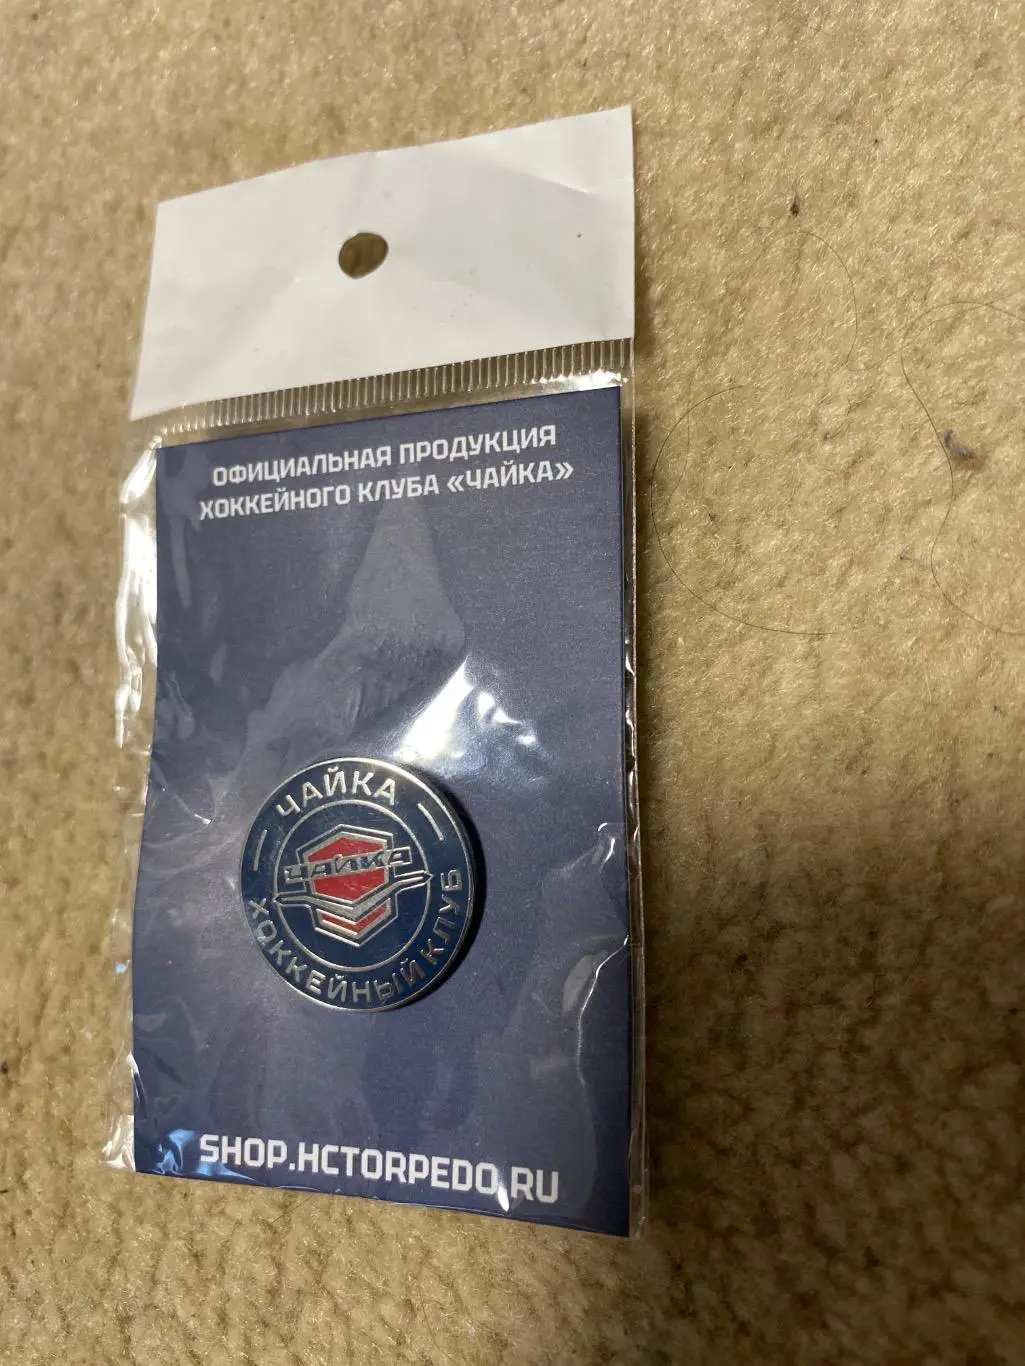 ОФИЦИАЛЬНАЯ ПРОДУКЦИЯ
ХОККЕЙНОГО КЛУБА «ЧАЙКА»
ЧАЙКА
ЧАЙКА
ХОККЕЙНЫЙ КЛУБ
SHOP.HCTORPEDO.RU